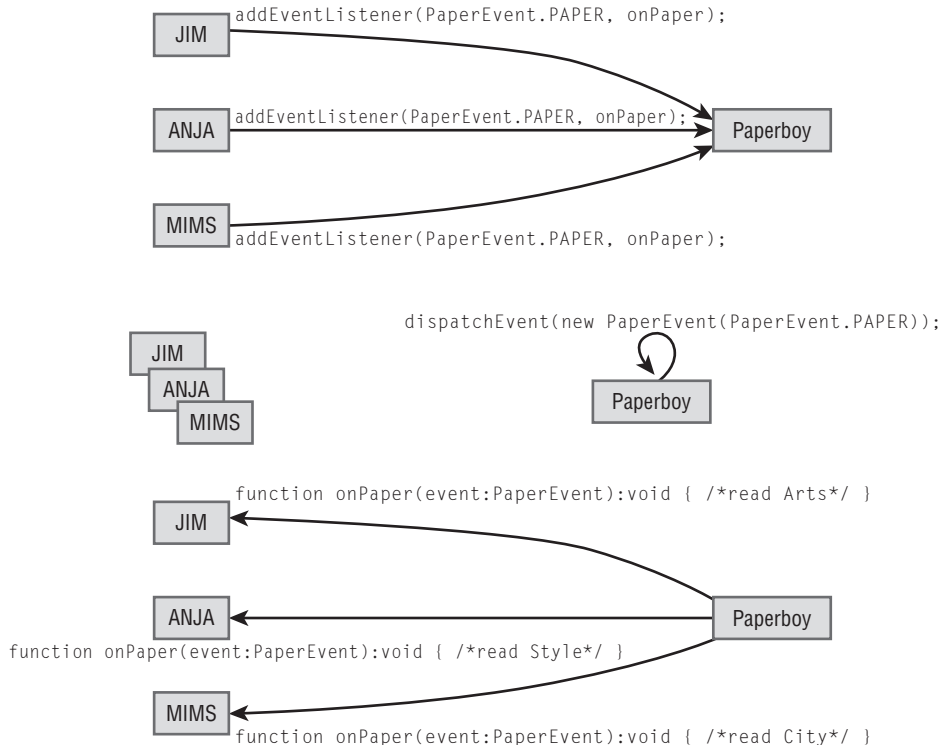 addEventListener(PaperEvent.PAPER, onPaper);
JIM
addEventListener(PaperEvent.PAPER, onPaper);
ANJA
Paperboy
MIMS
addEventListener(PaperEvent.PAPER, onPaper);
dispatchEvent(new PaperEvent(PaperEvent.PAPER));
JIM
ANJA
MIMS
Paperboy
function onPaper(event:PaperEvent):void { /*read Arts*/ }
JIM
ANJA
Paperboy
function onPaper(event:PaperEvent):void { /*read Style*/ }
MIMS
function onPaper(event:PaperEvent):void { /*read City*/ }